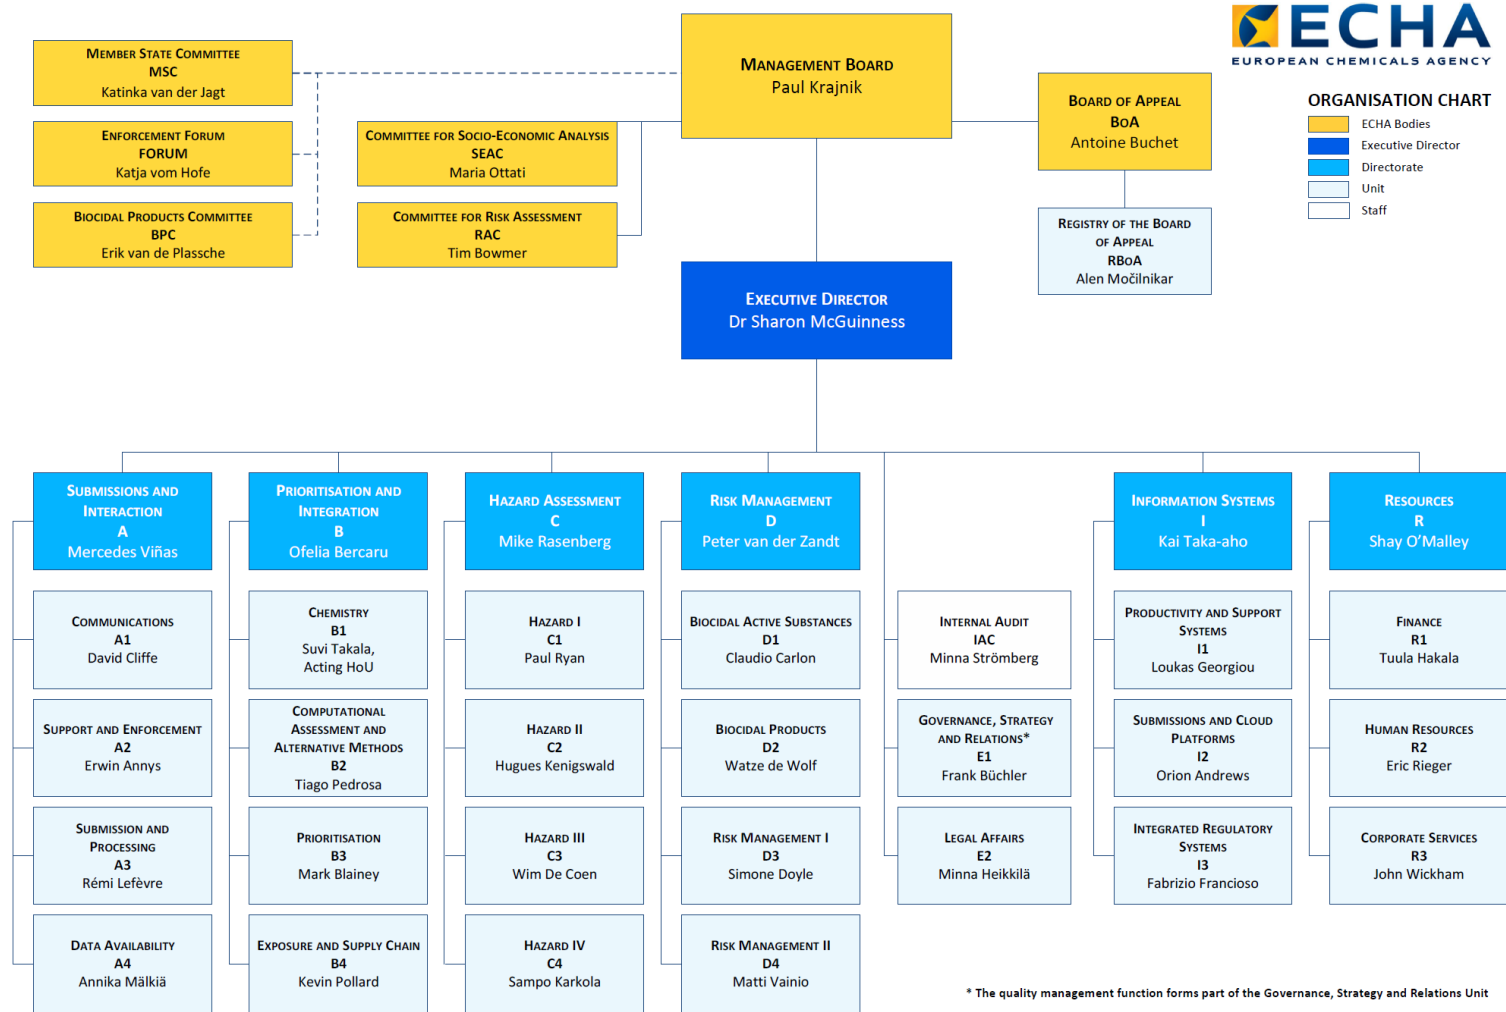 ECHA
EUROPEAN CHEMICALS AGENCY
ORGANISATION CHART
ECHA Bodies
Executive Director
Directorate
Unit
Staff
MEMBER STATE COMMITTEE
MSC
Katinka van der Jagt
ENFORCEMENT FORUM
FORUM
Katja vom Hofe
BIOCIDAL PRODUCTS COMMITTEE
BPC
Erik van de Plassche
COMMITTEE FOR SOCIO-ECONOMIC ANALYSIS
SEAC
Maria Ottati
COMMITTEE FOR RISK ASSESSMENT
RAC
Tim Bowmer
MANAGEMENT BOARD
Paul Krajnik
BOARD OF APPEAL
BOA
Antoine Buchet
REGISTRY OF THE BOARD
OF APPEAL
RBOA
Alen Močilnikar
EXECUTIVE DIRECTOR
Dr Sharon McGuinness
SUBMISSIONS AND
INTERACTION
A
Mercedes Viñas
COMMUNICATIONS
A1
David Cliffe
SUPPORT AND ENFORCEMENT
A2
Erwin Annys
SUBMISSION AND
PROCESSING
A3
Rémi Lefèvre
DATA AVAILABILITY
A4
Annika Mälkiä
PRIORITISATION AND
INTEGRATION
B
Ofelia Bercaru
CHEMISTRY
B1
Suvi Takala,
Acting HoU
COMPUTATIONAL
ASSESSMENT AND
ALTERNATIVE METHODS
B2
Tiago Pedrosa
PRIORITISATION
B3
Mark Blainey
EXPOSURE AND SUPPLY CHAIN
B4
Kevin Pollard
HAZARD ASSESSMENT
C
Mike Rasenberg
HAZARD I
C1
Paul Ryan
HAZARD II
C2
Hugues Kenigswald
HAZARD III
C3
Wim De Coen
HAZARD IV
C4
Sampo Karkola
RISK MANAGEMENT
D
Peter van der Zandt
BIOCIDAL ACTIVE SUBSTANCES
D1
Claudio Carlon
BIOCIDAL PRODUCTS
D2
Watze de Wolf
RISK MANAGEMENT I
D3
Simone Doyle
RISK MANAGEMENT II
D4
Matti Vainio
INTERNAL AUDIT
IAC
Minna Strömberg
GOVERNANCE, STRATEGY
AND RELATIONS*
E1
Frank Büchler
LEGAL AFFAIRS
E2
Minna Heikkilä
INFORMATION SYSTEMS
I
Kai Taka-aho
PRODUCTIVITY AND SUPPORT
SYSTEMS
I1
Loukas Georgiou
SUBMISSIONS AND CLOUD
PLATFORMS
I2
Orion Andrews
INTEGRATED REGULATORY
SYSTEMS
I3
Fabrizio Francioso
RESOURCES
R
Shay O'Malley
FINANCE
R1
Tuula Hakala
HUMAN RESOURCES
R2
Eric Rieger
CORPORATE SERVICES
R3
John Wickham
* The quality management function forms part of the Governance, Strategy and Relations Unit